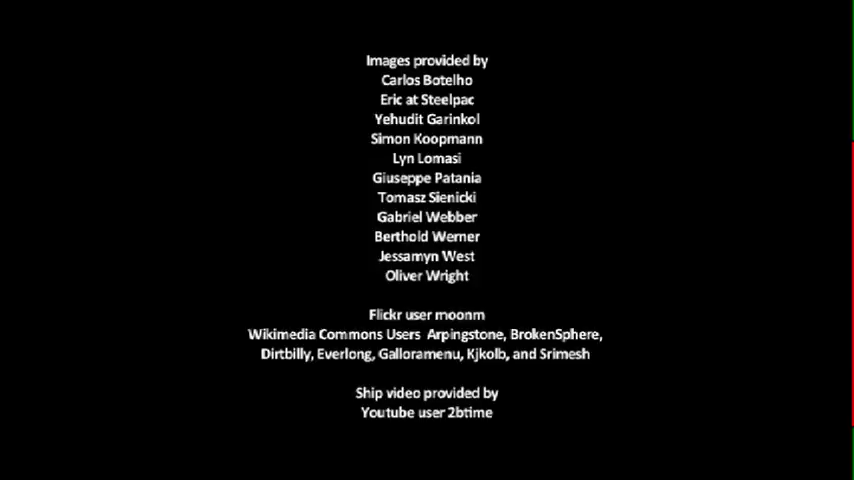 Images provided by
Carlos Botelho
Eric at Steelpac
Yehudit Garinkol
Simon Koopmann
Lyn Lomasi
Giuseppe Patania
Tomasz Sienicki
Gabriel Webber
Berthold Werner
Jessamyn West
Oliver Wright
Flickr user moonm
Wikimedia Commons Users Arpingstone, BrokenSphere,
Dirtbilly, Everlong, Galloramenu, Kjkolb, and Srimesh
Ship video provided by
Youtube user 2btime